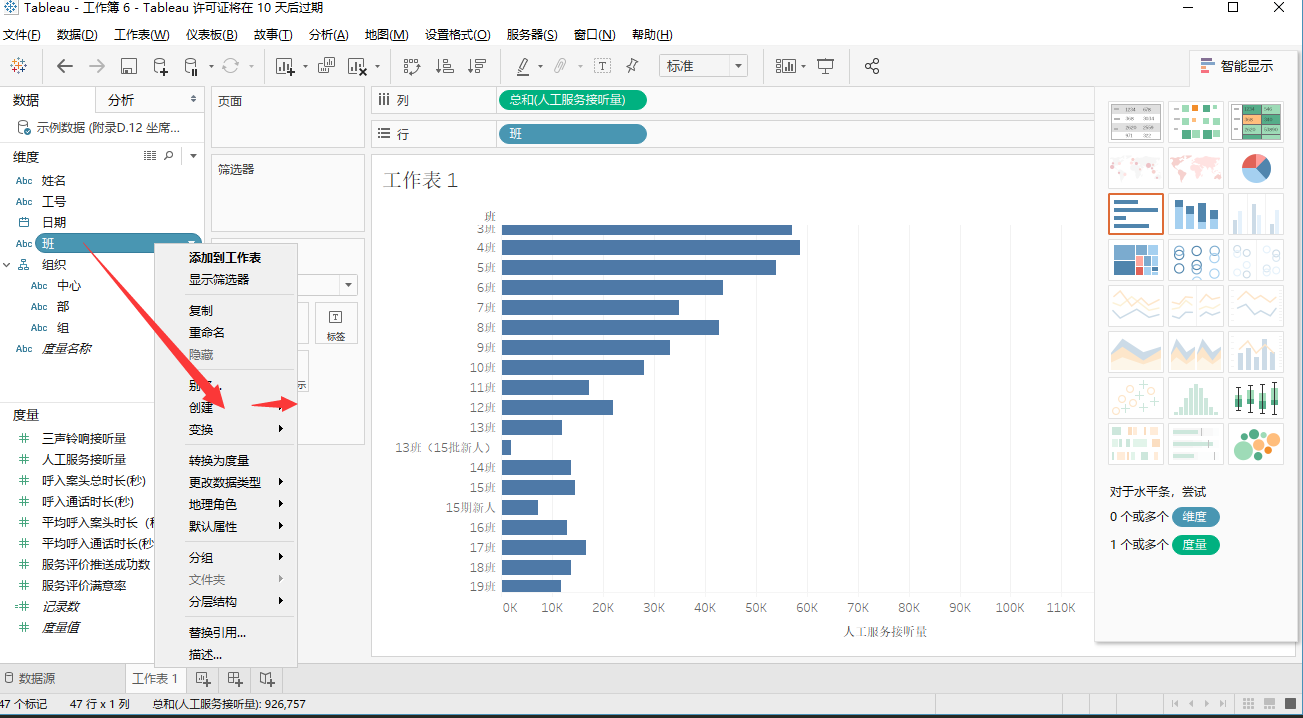 Tableau - 工作簿 6 - Tableau 许可证将在 10 天后过期
文件(F) 数据(D) 工作表(W) 仪表板(B) 故事(T) 分析(A) 地图(M) 设置格式(O) 服务器(S) 窗口(N) 帮助(H)
标准
智能显示
数据 分析
示例数据 (附录D.12 坐席...
维度
Abc 姓名
Abc 工号
日期
Abc 班
组织
Abc 中心
Abc 部
Abc 组
Abc 度量名称
度量
三声铃响接听量
人工服务接听量
呼入案头总时长(秒)
呼入通话时长(秒)
平均呼入案头时长
平均呼入通话时长(秒
服务评价推送成功数
服务评价满意率
记录数
度量值
页面
筛选器
标签
示
添加到工作表
显示筛选器
复制
重命名
隐藏
创建
变换
转换为度量
更改数据类型
地理角色
默认属性
分组
文件夹
分层结构
替换引用...
描述...
列
总和(人工服务接听量)
行
班
工作表 1
班
3班
4班
5班
6班
7班
8班
9班
10班
11班
12班
13班
13班（15批新人）
14班
15班
15期新人
16班
17班
18班
19班
0K 10K 20K 30K 40K 50K 60K 70K 80K 90K 100K 110K
人工服务接听量
对于水平条，尝试
0 个或多个 维度
1 个或多个 度量
数据源
工作表 1
47 个标记 47 行 x 1 列 总和(人工服务接听量): 926,757